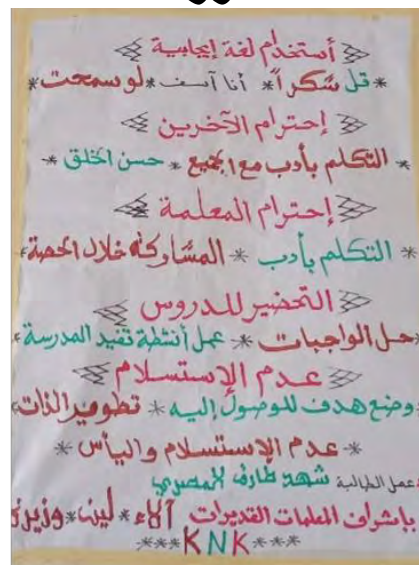 أستخدام لغة إيجابية
*قل شكراً* أنا آسف *لو سمحت*
إحترام الآخرين
* التكلم بأدب مع الجميع * حسن الخلق *
إحترام المعلمة
* التكلم بأدب * المشاركة خلال الحصة*
التحضير للدروس
*حل الواجبات * عمل أنشطة تفيد المدرسة*
عدم الإستسلام
*وضع هدف للوصول إليه * تطوير الذات*
*عدم الإستسلام واليأس *
عمل الطالبة شهد طارق المصري
بإشراف المعلمات القديرات آلاء * لينا *
***KNK***